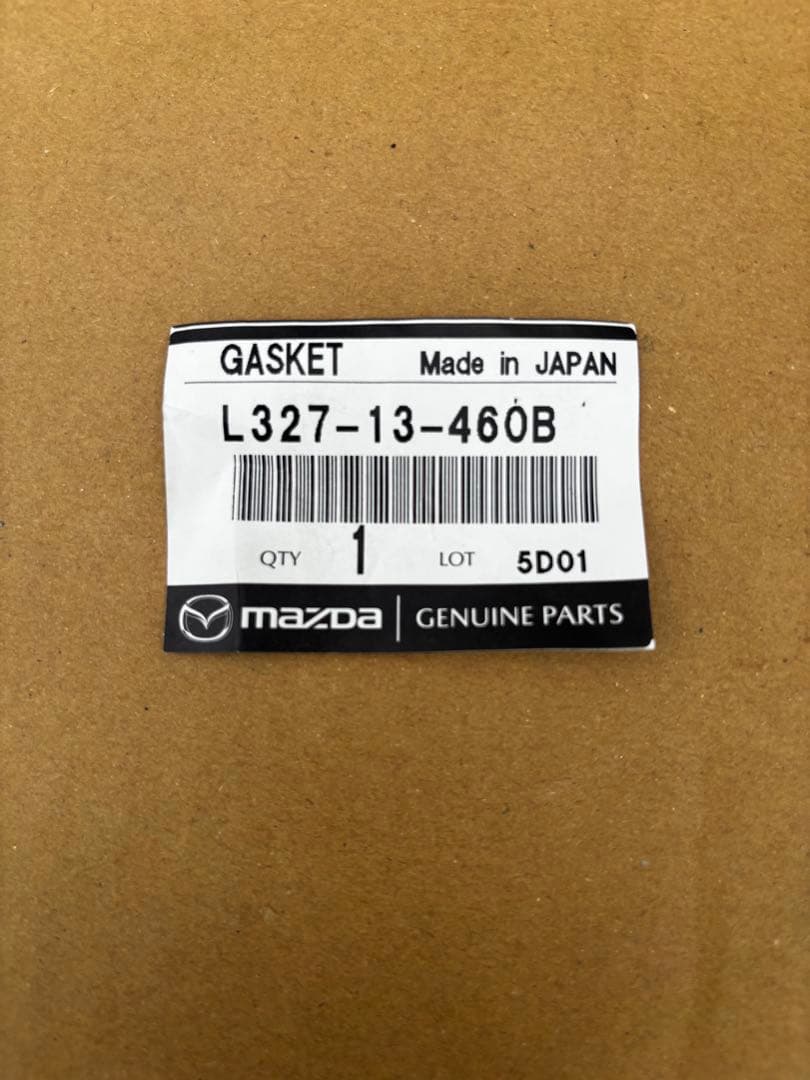 GASKET Made in JAPAN
L327-13-460B
QTY 1 LOT 5D01
mazda GENUINE PARTS